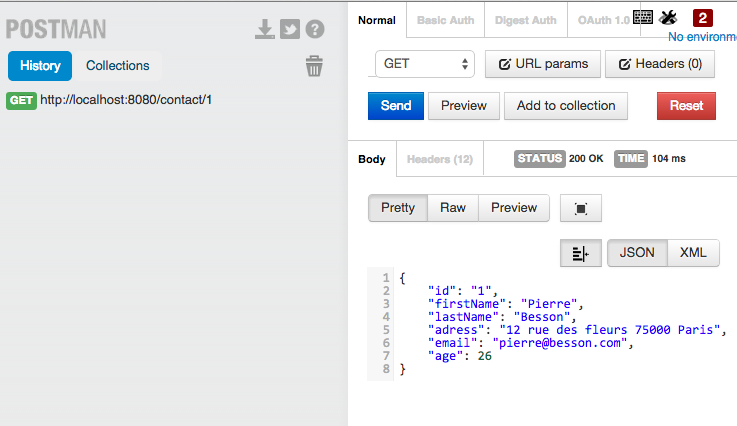 POSTMAN
History Collections
GET http://localhost:8080/contact/1
Normal Basic Auth Digest Auth OAuth 1.0 2
No environme
GET URL params Headers (0)
Send Preview Add to collection Reset
Body Headers (12) STATUS 200 OK TIME 104 ms
Pretty Raw Preview
JSON XML
1 {
2 "id": "1",
3 "firstName": "Pierre",
4 "lastName": "Besson",
5 "adress": "12 rue des fleurs 75000 Paris",
6 "email": "pierre@besson.com",
7 "age": 26
8 }